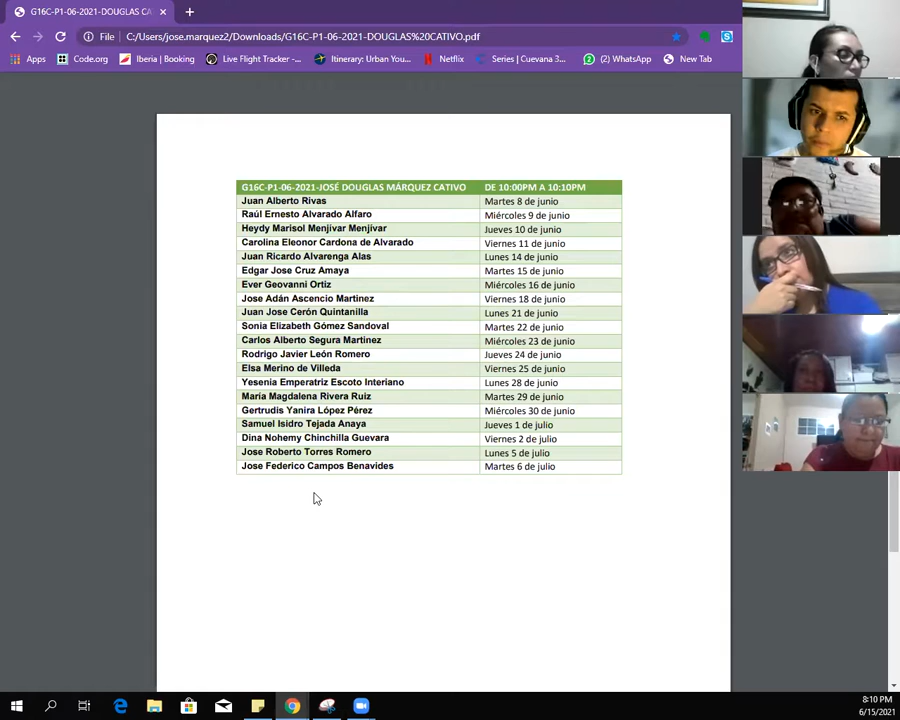 G16C-P1-06-2021-DOUGLAS CA
File C:/Users/jose.marquez2/Downloads/G16C-P1-06-2021-DOUGLAS%20CATIVO.pdf
Apps Code.org Iberia | Booking Live Flight Tracker -... Itinerary: Urban You... Netflix Series | Cuevana 3... (2) WhatsApp New Tab
G16C-P1-06-2021-JOSÉ DOUGLAS MÁRQUEZ CATIVO DE 10:00PM A 10:10PM
Juan Alberto Rivas Martes 8 de junio
Raúl Ernesto Alvarado Alfaro Miércoles 9 de junio
Heydy Marisol Menjívar Menjívar Jueves 10 de junio
Carolina Eleonor Cardona de Alvarado Viernes 11 de junio
Juan Ricardo Alvarenga Alas Lunes 14 de junio
Edgar Jose Cruz Amaya Martes 15 de junio
Ever Geovanni Ortiz Miércoles 16 de junio
Jose Adán Ascencio Martinez Viernes 18 de junio
Juan Jose Cerón Quintanilla Lunes 21 de junio
Sonia Elizabeth Gómez Sandoval Martes 22 de junio
Carlos Alberto Segura Martínez Miércoles 23 de junio
Rodrigo Javier León Romero Jueves 24 de junio
Elsa Merino de Villeda Viernes 25 de junio
Yesenia Emperatriz Escoto Interiano Lunes 28 de junio
María Magdalena Rivera Ruiz Martes 29 de junio
Gertrudis Yanira López Pérez Miércoles 30 de junio
Samuel Isidro Tejada Anaya Jueves 1 de julio
Dina Nohemy Chinchilla Guevara Viernes 2 de julio
Jose Roberto Torres Romero Lunes 5 de julio
Jose Federico Campos Benavides Martes 6 de julio
8:10 PM
6/15/2021